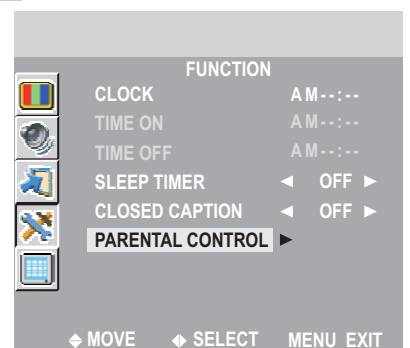 FUNCTION
CLOCK AM--:--
TIME ON AM--:--
TIME OFF AM--:--
SLEEP TIMER ◄ OFF ►
CLOSED CAPTION ◄ OFF ►
PARENTAL CONTROL ►
MOVE SELECT MENU EXIT